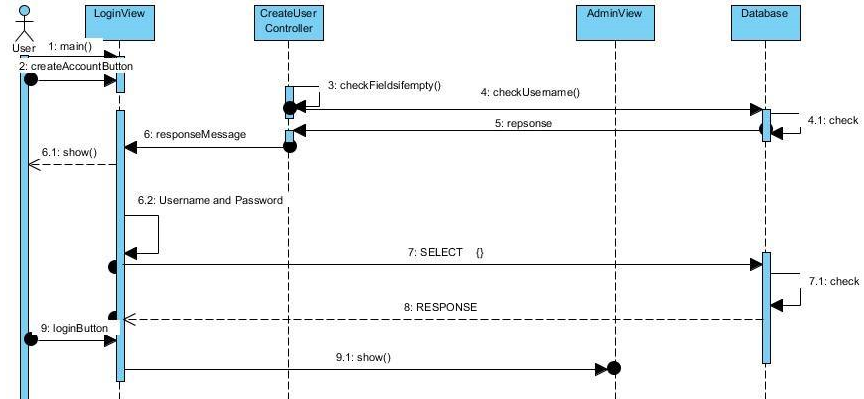 LoginView
CreateUser
Controller
AdminView
Database
User
1: main()
2: createAccountButton
3: checkFieldsifempty()
4: checkUsername()
4.1: check
5: repsonse
6: responseMessage
6.1: show()
6.2: Username and Password
7: SELECT {}
7.1: check
8: RESPONSE
9: loginButton
9.1: show()